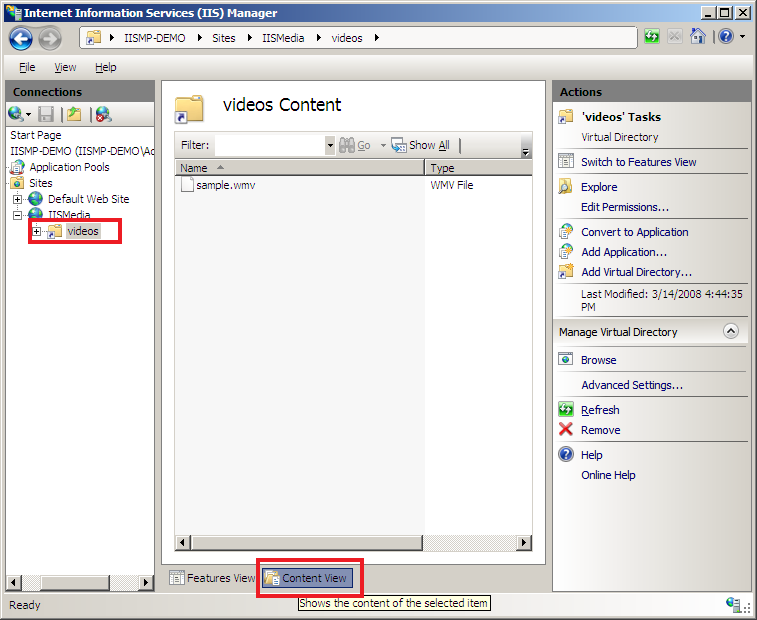 Internet Information Services (IIS) Manager
IISMP-DEMO Sites IISMedia videos
File View Help
Connections
Start Page
IISMP-DEMO (IISMP-DEMO\Ad
Application Pools
Sites
Default Web Site
IISMedia
videos
videos Content
Filter: Go Show All
Name Type
sample.wmv WMV File
Features View Content View
Shows the content of the selected item
Actions
'videos' Tasks
Virtual Directory
Switch to Features View
Explore
Edit Permissions...
Convert to Application
Add Application...
Add Virtual Directory...
Last Modified: 3/14/2008 4:44:35
PM
Manage Virtual Directory
Browse
Advanced Settings...
Refresh
Remove
Help
Online Help
Ready